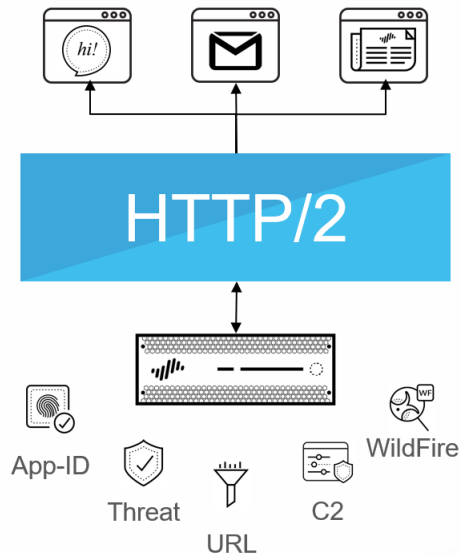 hi!
HTTP/2
WF
App-ID
WildFire
Threat
C2
URL